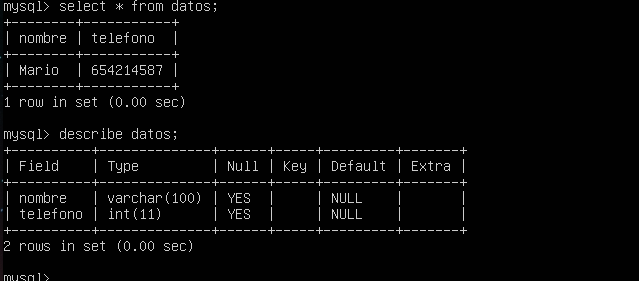 mysql> select * from datos;
+--------+-----------+
| nombre | telefono  |
+--------+-----------+
| Mario  | 654214587 |
+--------+-----------+
1 row in set (0.00 sec)
mysql> describe datos;
+----------+--------------+------+-----+---------+-------+
| Field    | Type         | Null | Key | Default | Extra |
+----------+--------------+------+-----+---------+-------+
| nombre   | varchar(100) | YES  |     | NULL    |       |
| telefono | int(11)      | YES  |     | NULL    |       |
+----------+--------------+------+-----+---------+-------+
2 rows in set (0.00 sec)
mysql>